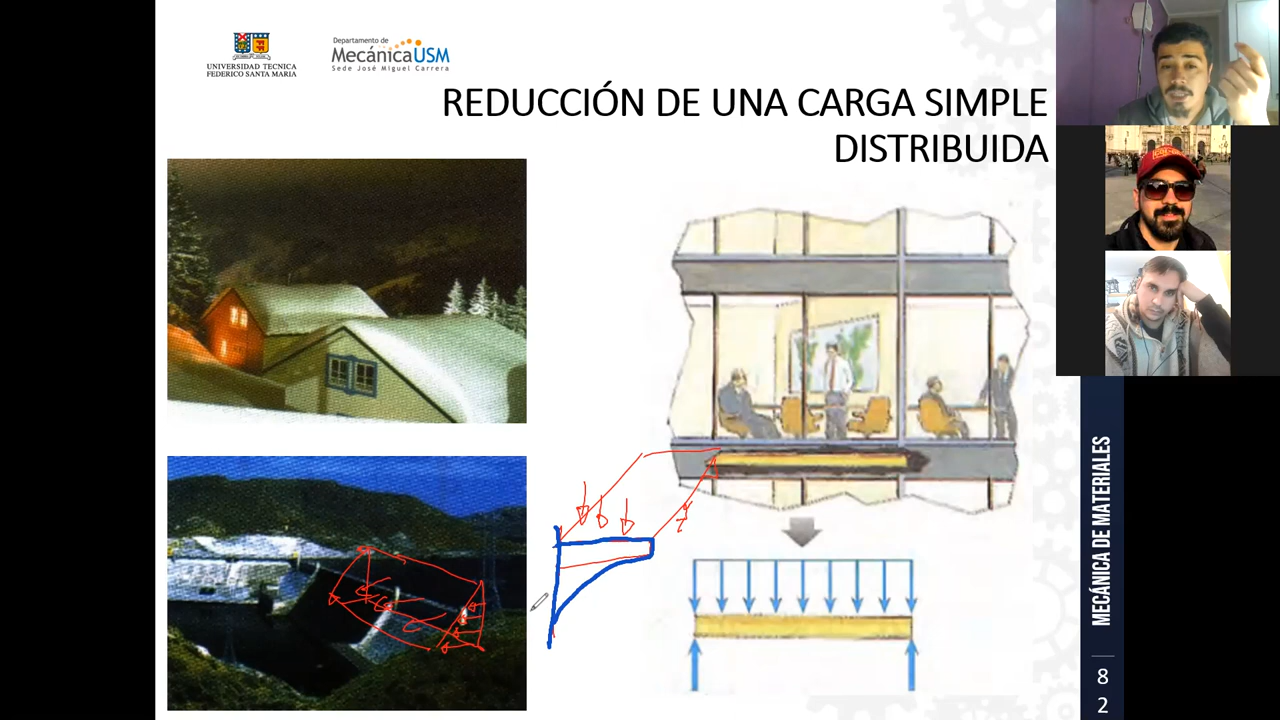 UNIVERSIDAD TECNICA
FEDERICO SANTA MARIA
Departamento de
MecánicaUSM
Sede José Miguel Carrera
REDUCCIÓN DE UNA CARGA SIMPLE
DISTRIBUIDA
MECÁNICA DE MATERIALES
8
2